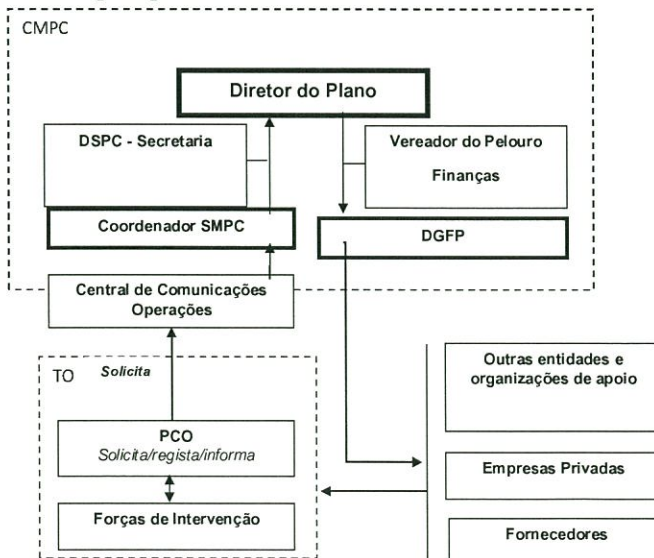 CMPC
Diretor do Plano
DSPC - Secretaria
Vereador do Pelouro
Finanças
Coordenador SMPC
DGFP
Central de Comunicações
Operações
TO
Solicita
PCO
Solicita/regista/informa
Forças de Intervenção
Outras entidades e
organizações de apoio
Empresas Privadas
Fornecedores